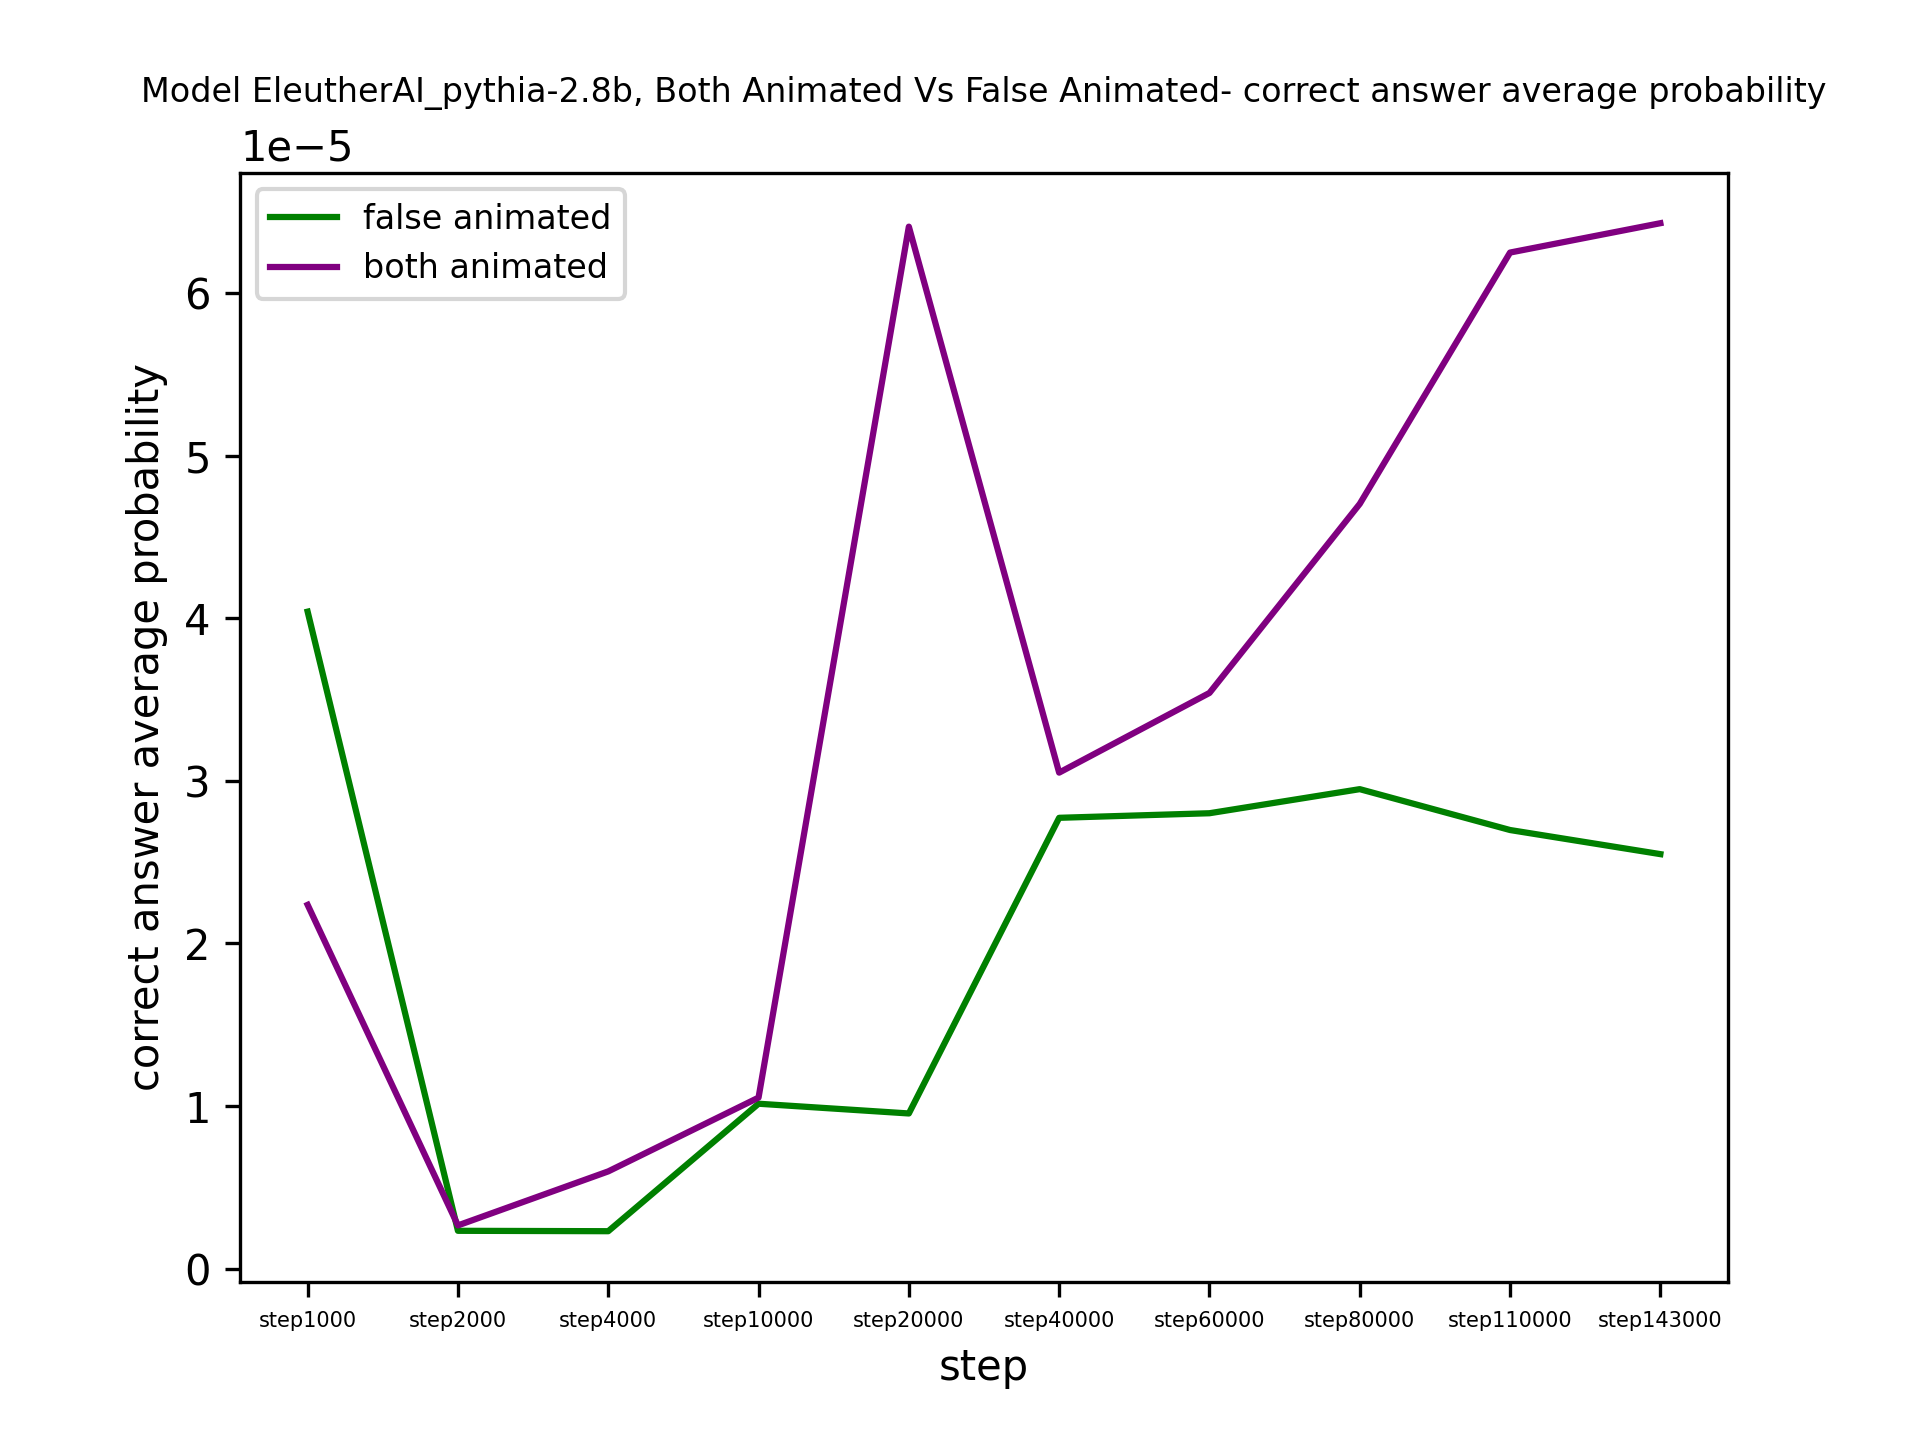 Model EleutherAI_pythia-2.8b, Both Animated Vs False Animated- correct answer average probability
1e−5
false animated
both animated
6
5
4
3
2
1
0
correct answer average probability
step1000 step2000 step4000 step10000 step20000 step40000 step60000 step80000 step110000 step143000
step